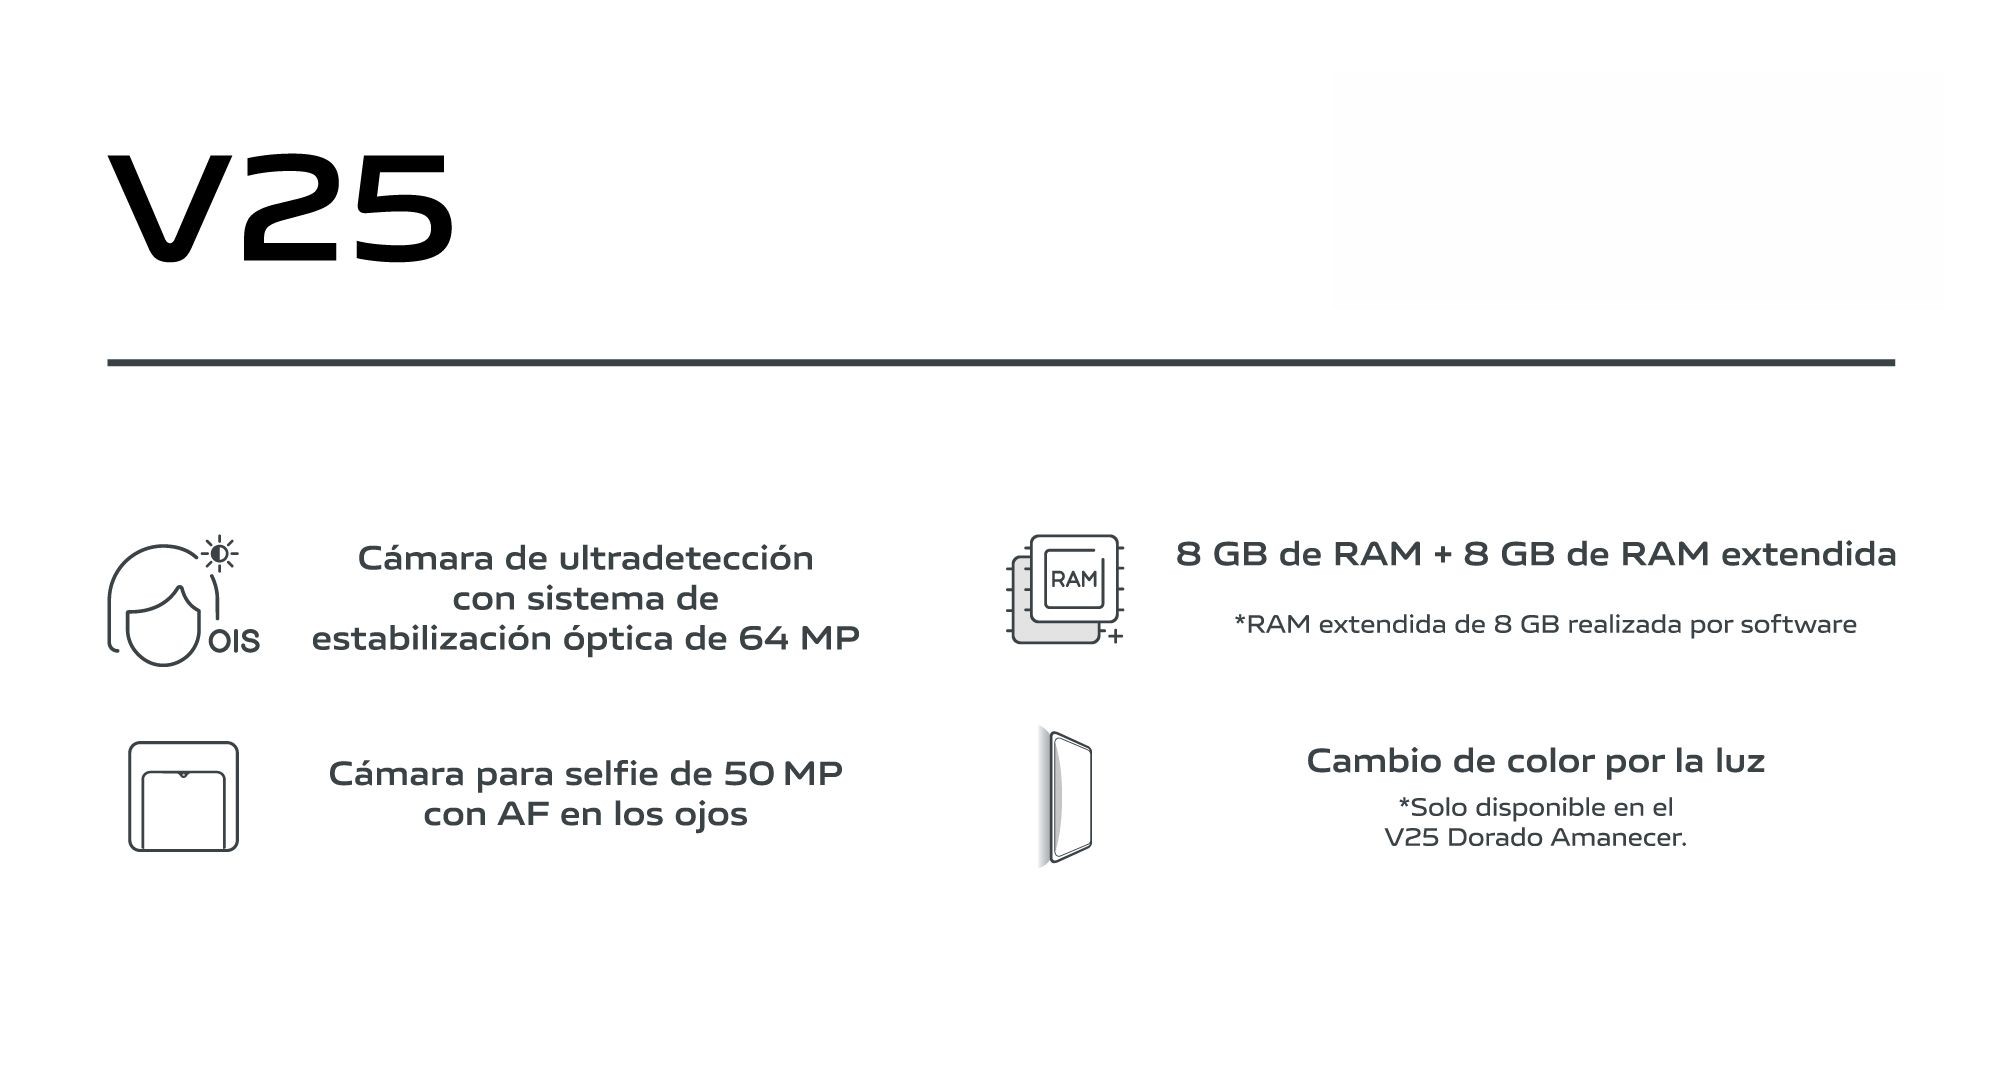 V25
OIS
Cámara de ultradetección
con sistema de
estabilización óptica de 64 MP
RAM
+
8 GB de RAM + 8 GB de RAM extendida
*RAM extendida de 8 GB realizada por software
Cámara para selfie de 50 MP
con AF en los ojos
Cambio de color por la luz
*Solo disponible en el
V25 Dorado Amanecer.